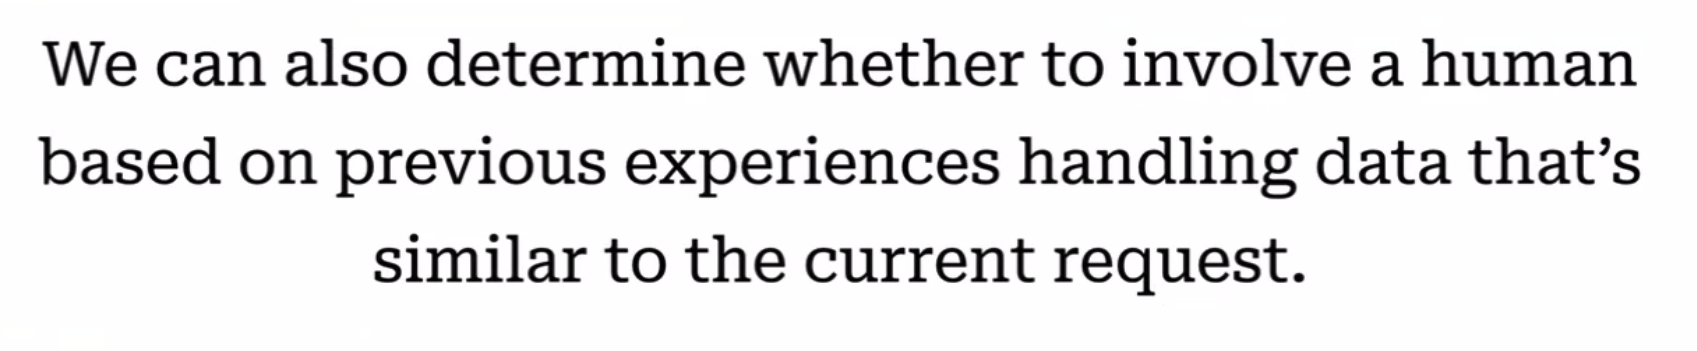 We can also determine whether to involve a human
based on previous experiences handling data that’s
similar to the current request.